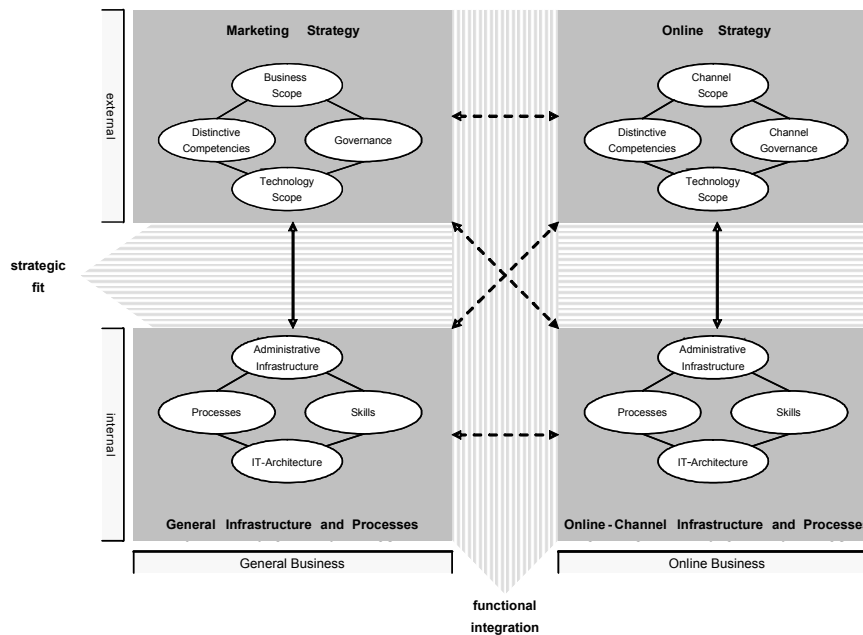 Marketing Strategy
Business
Scope
Distinctive
Competencies
Governance
Technology
Scope
Online Strategy
Channel
Scope
Distinctive
Competencies
Channel
Governance
Technology
Scope
external
strategic
fit
internal
Administrative
Infrastructure
Processes
Skills
IT-Architecture
General Infrastructure and Processes
Administrative
Infrastructure
Processes
Skills
IT-Architecture
Online-Channel Infrastructure and Processe
General Business
Online Business
functional
integration